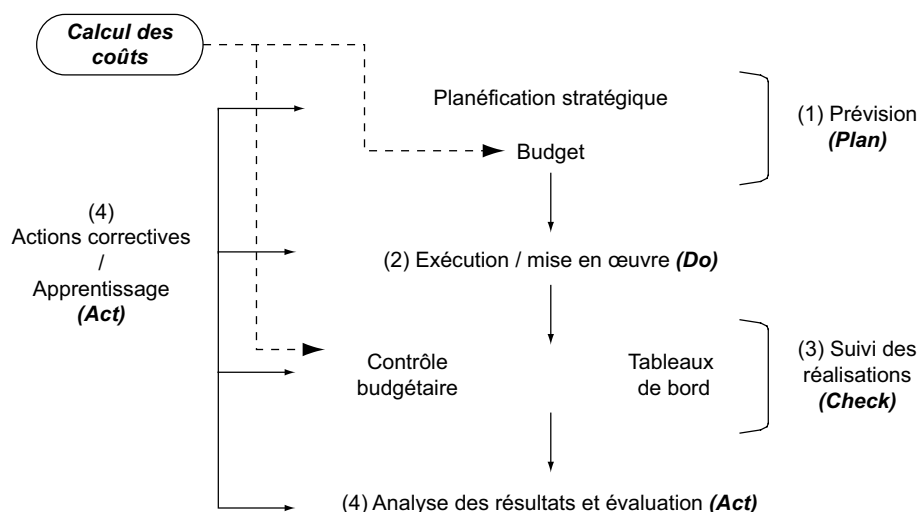 Calcul des
coûts
Planéfication stratégique
Budget
(1) Prévision
(Plan)
(4)
Actions correctives
/
Apprentissage
(Act)
(2) Exécution / mise en œuvre (Do)
Contrôle
budgétaire
Tableaux
de bord
(3) Suivi des
réalisations
(Check)
(4) Analyse des résultats et évaluation (Act)